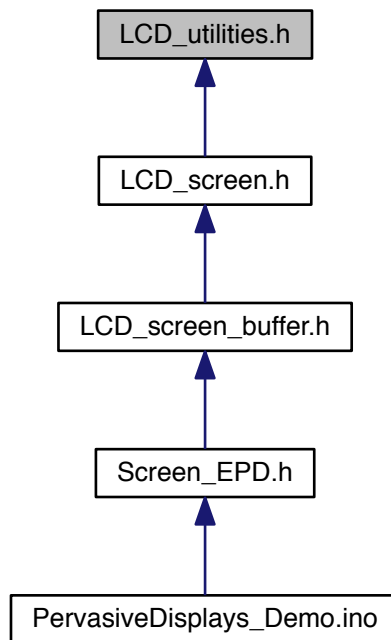 LCD_utilities.h
LCD_screen.h
LCD_screen_buffer.h
Screen_EPD.h
PervasiveDisplays_Demo.ino